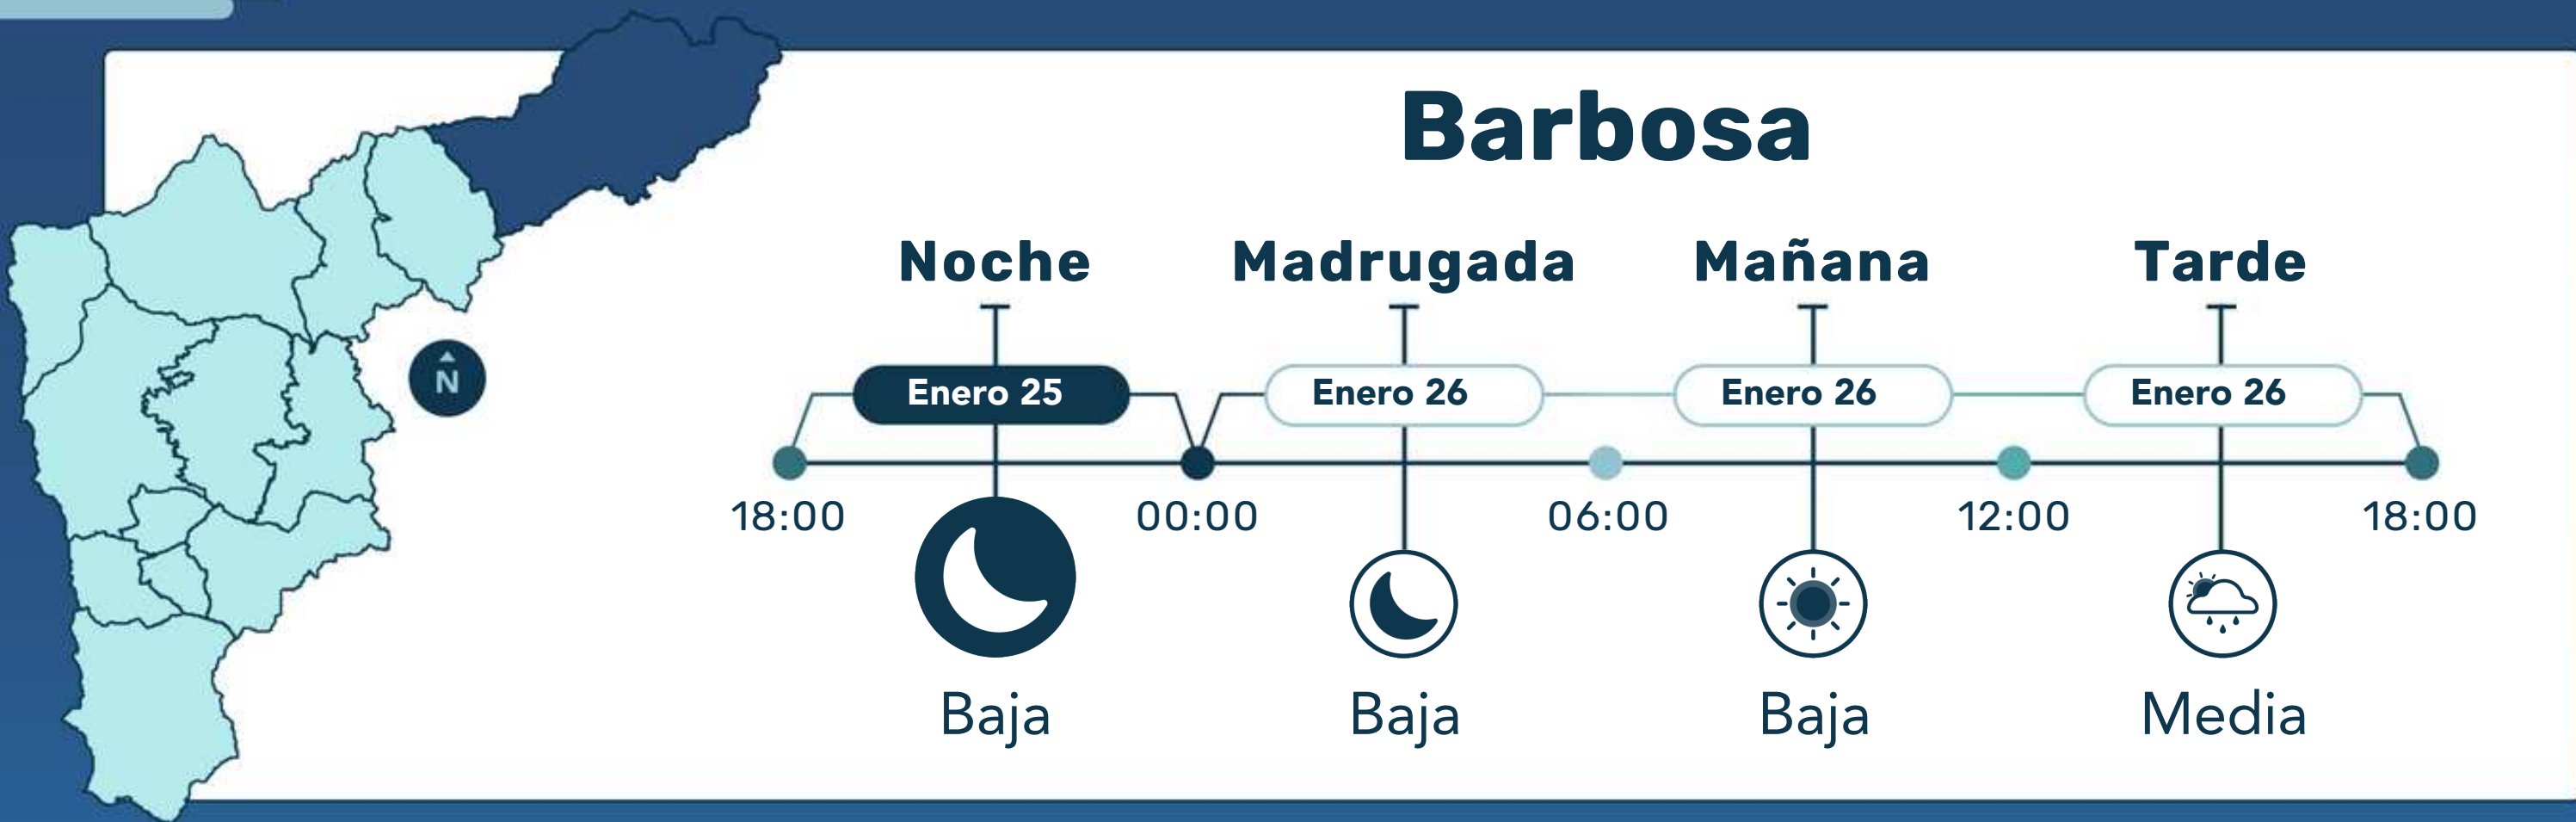 Barbosa
Noche Madrugada Mañana Tarde
N
Enero 25 Enero 26 Enero 26 Enero 26
18:00 00:00 06:00 12:00 18:00
Baja Baja Baja Media